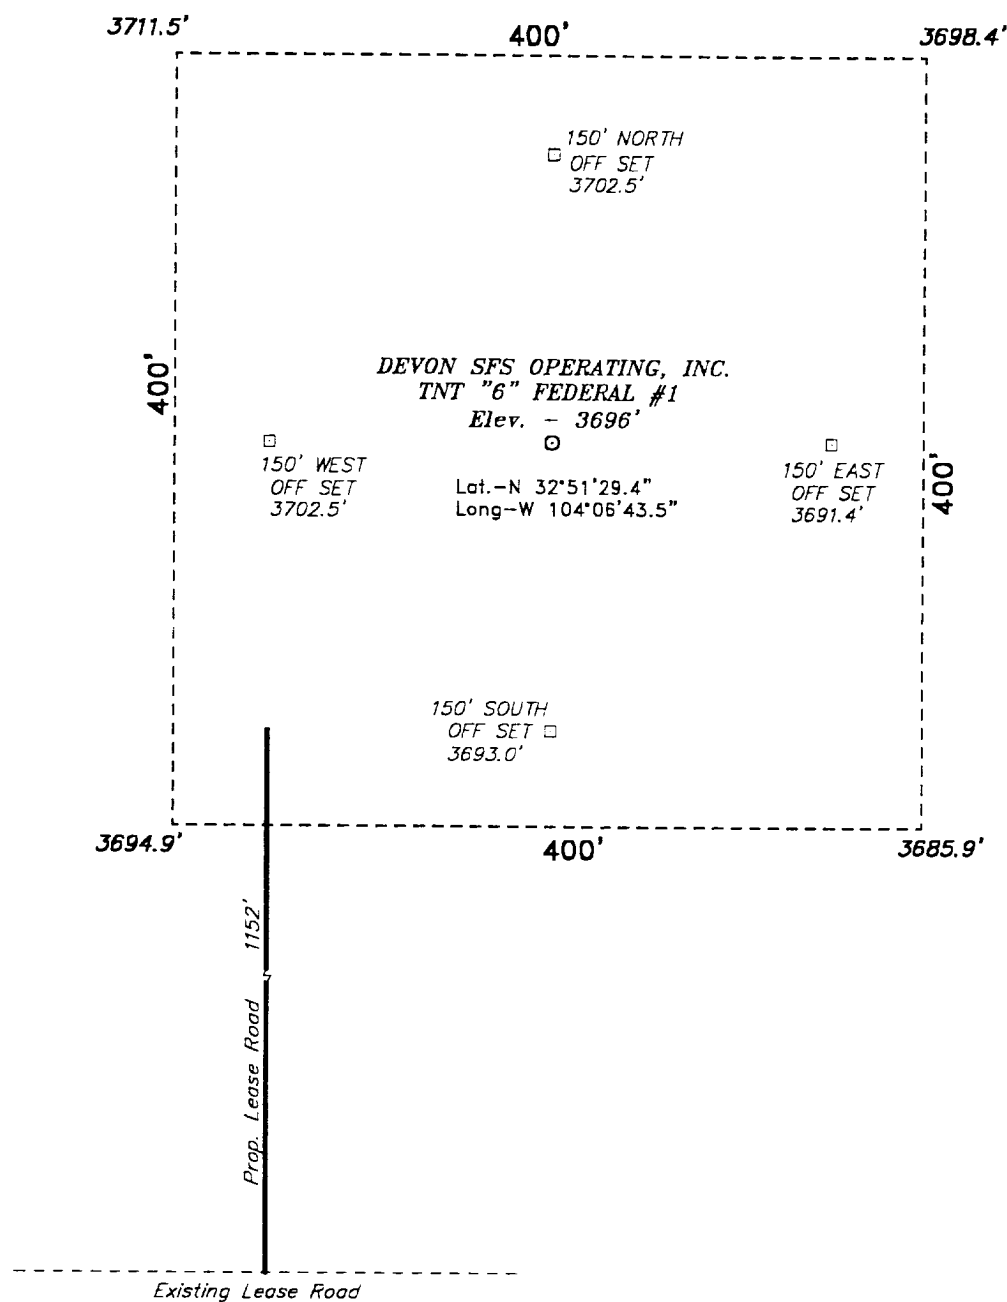 3711.5'
400'
3698.4'
150' NORTH
OFF SET
3702.5'
400'
DEVON SFS OPERATING, INC.
TNT "6" FEDERAL #1
Elev. - 3696'
150' WEST
OFF SET
3702.5'
Lat.-N 32°51'29.4"
Long-W 104°06'43.5"
150' EAST
OFF SET
3691.4'
400'
150' SOUTH
OFF SET
3693.0'
3694.9'
400'
3685.9'
1152'
Prop. Lease Road
Existing Lease Road